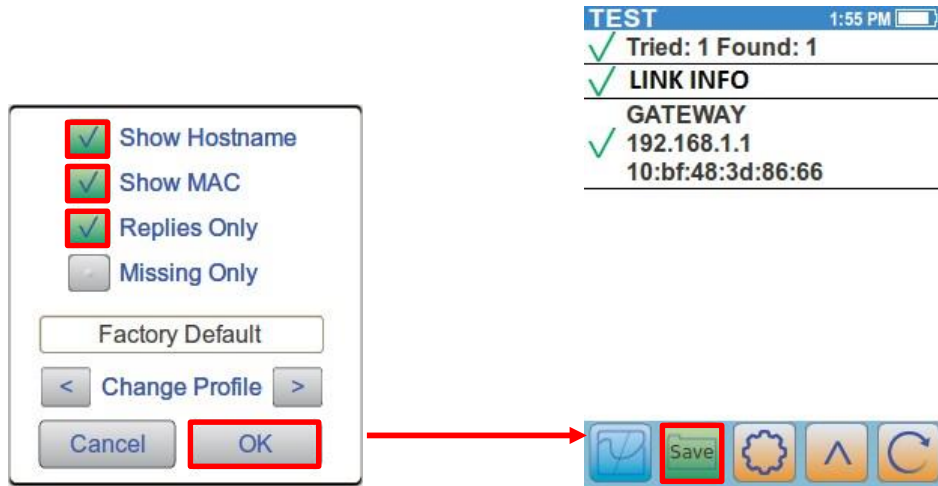 Show Hostname
Show MAC
Replies Only
Missing Only
Factory Default
< Change Profile >
Cancel OK
TEST 1:55 PM
Tried: 1 Found: 1
LINK INFO
GATEWAY
192.168.1.1
10:bf:48:3d:86:66
Save